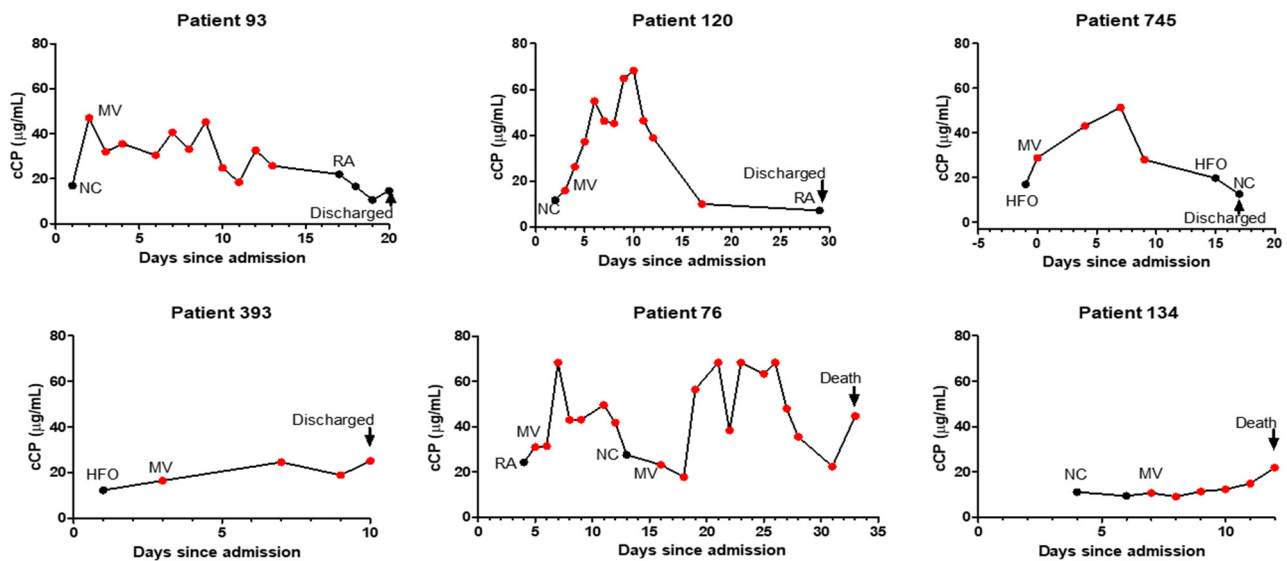 Patient 93
80
60
40
20
0
cCP (μg/mL)
MV
NC
RA
Discharged
0 5 10 15 20
Days since admission
Patient 120
80
60
40
20
0
cCP (μg/mL)
NC
MV
Discharged
RA
0 5 10 15 20 25 30
Days since admission
Patient 745
80
60
40
20
0
cCP (μg/mL)
MV
HFO
HFO
NC
Discharged
-5 0 5 10 15 20
Days since admission
Patient 393
80
60
40
20
0
cCP (μg/mL)
HFO
MV
Discharged
0 5 10
Days since admission
Patient 76
80
60
40
20
0
cCP (μg/mL)
RA
MV
NC
MV
Death
0 5 10 15 20 25 30 35
Days since admission
Patient 134
80
60
40
20
0
cCP (μg/mL)
NC
MV
Death
0 5 10
Days since admission